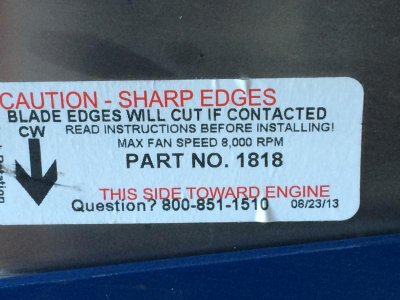 CAUTION - SHARP EDGES
BLADE EDGES WILL CUT IF CONTACTED
CW READ INSTRUCTIONS BEFORE INSTALLING!
MAX FAN SPEED 8,000 RPM
PART NO. 1818
THIS SIDE TOWARD ENGINE
Question? 800-851-1510 08/23/13